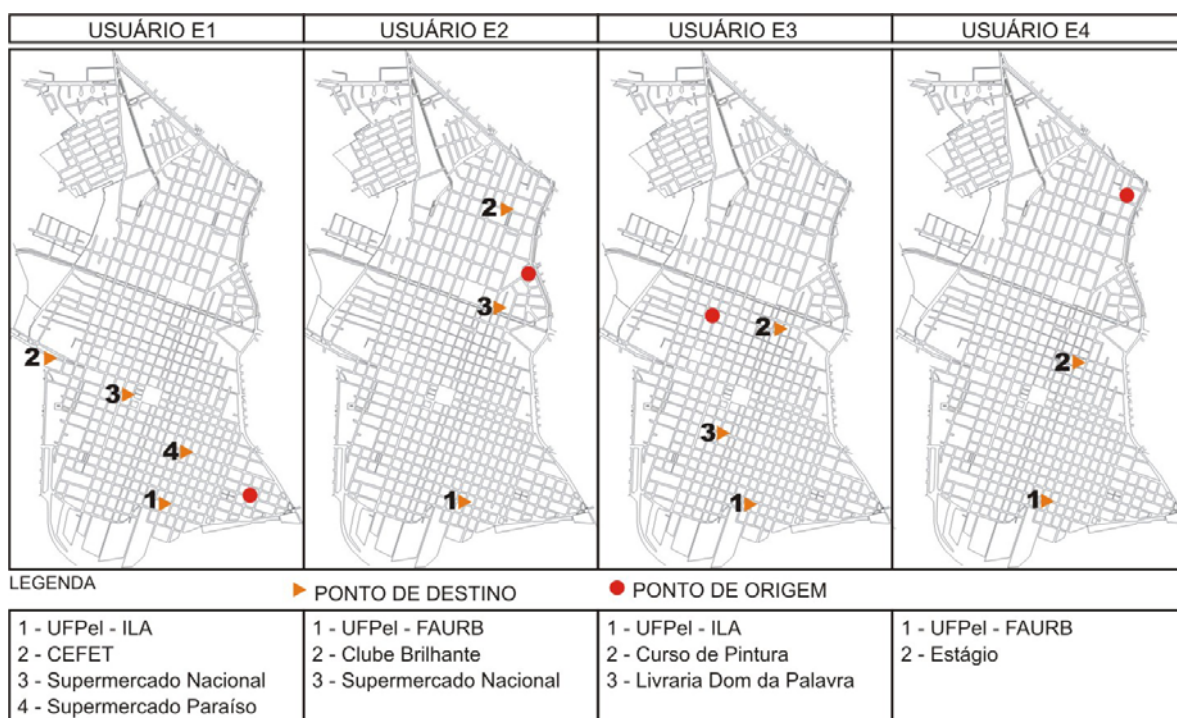 USUÁRIO E1
USUÁRIO E2
USUÁRIO E3
USUÁRIO E4
2
3
4
1
2
3
1
2
3
1
2
1
LEGENDA
PONTO DE DESTINO
PONTO DE ORIGEM
1 - UFPel - ILA
2 - CEFET
3 - Supermercado Nacional
4 - Supermercado Paraíso
1 - UFPel - FAURB
2 - Clube Brilhante
3 - Supermercado Nacional
1 - UFPel - ILA
2 - Curso de Pintura
3 - Livraria Dom da Palavra
1 - UFPel - FAURB
2 - Estágio